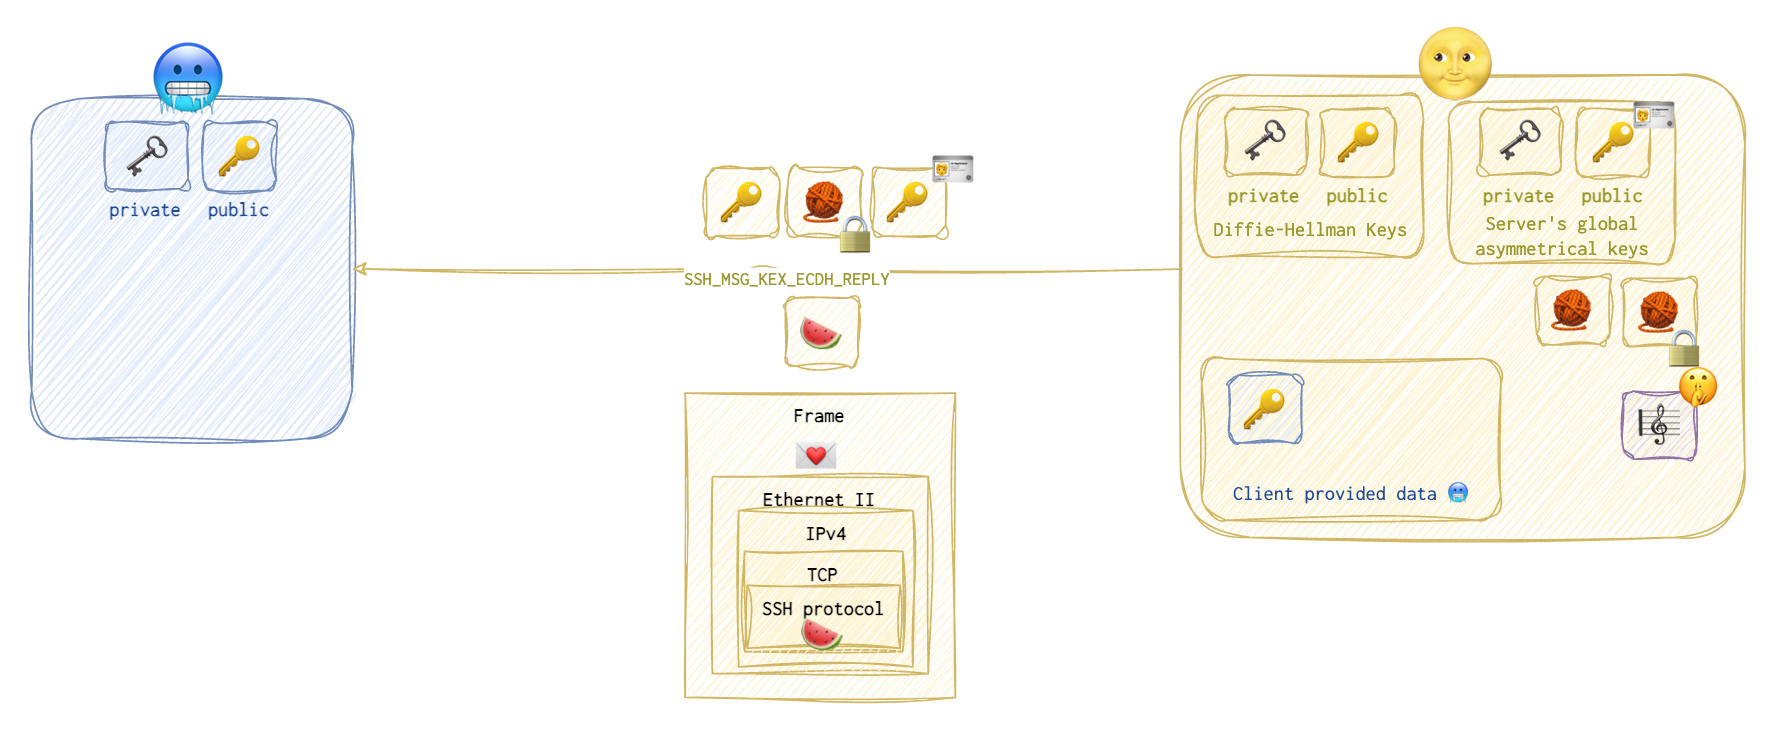 private
public
SSH_MSG_KEX_ECDH_REPLY
Frame
Ethernet II
IPv4
TCP
SSH protocol
private
public
Diffie-Hellman Keys
private
public
Server's global
asymmetrical keys
Client provided data